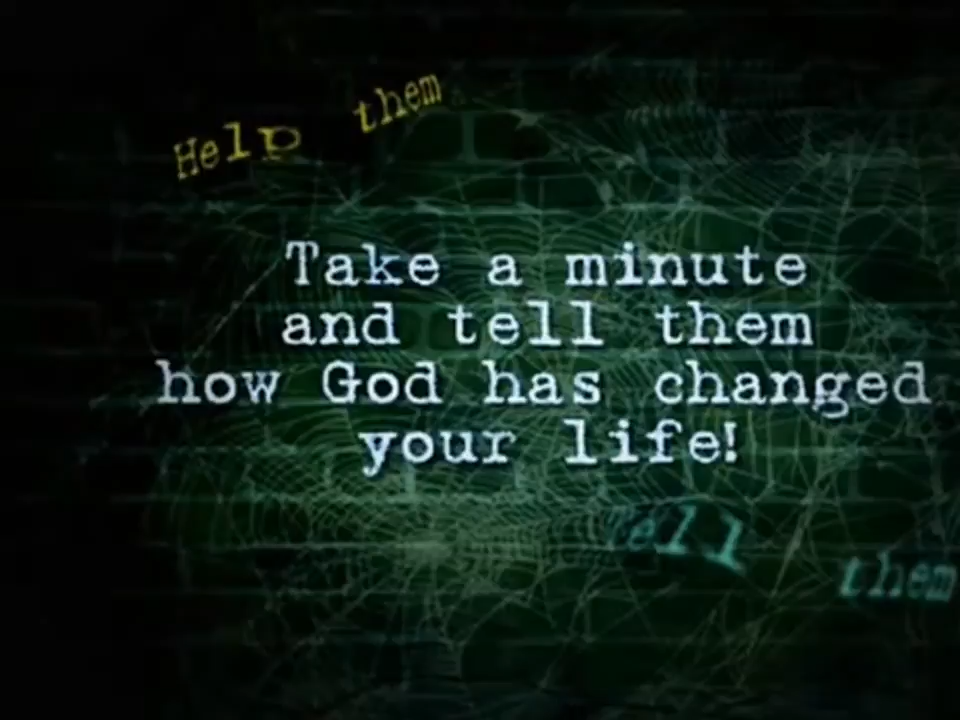 Help them
Take a minute
and tell them
how God has changed
your life!
Tell them